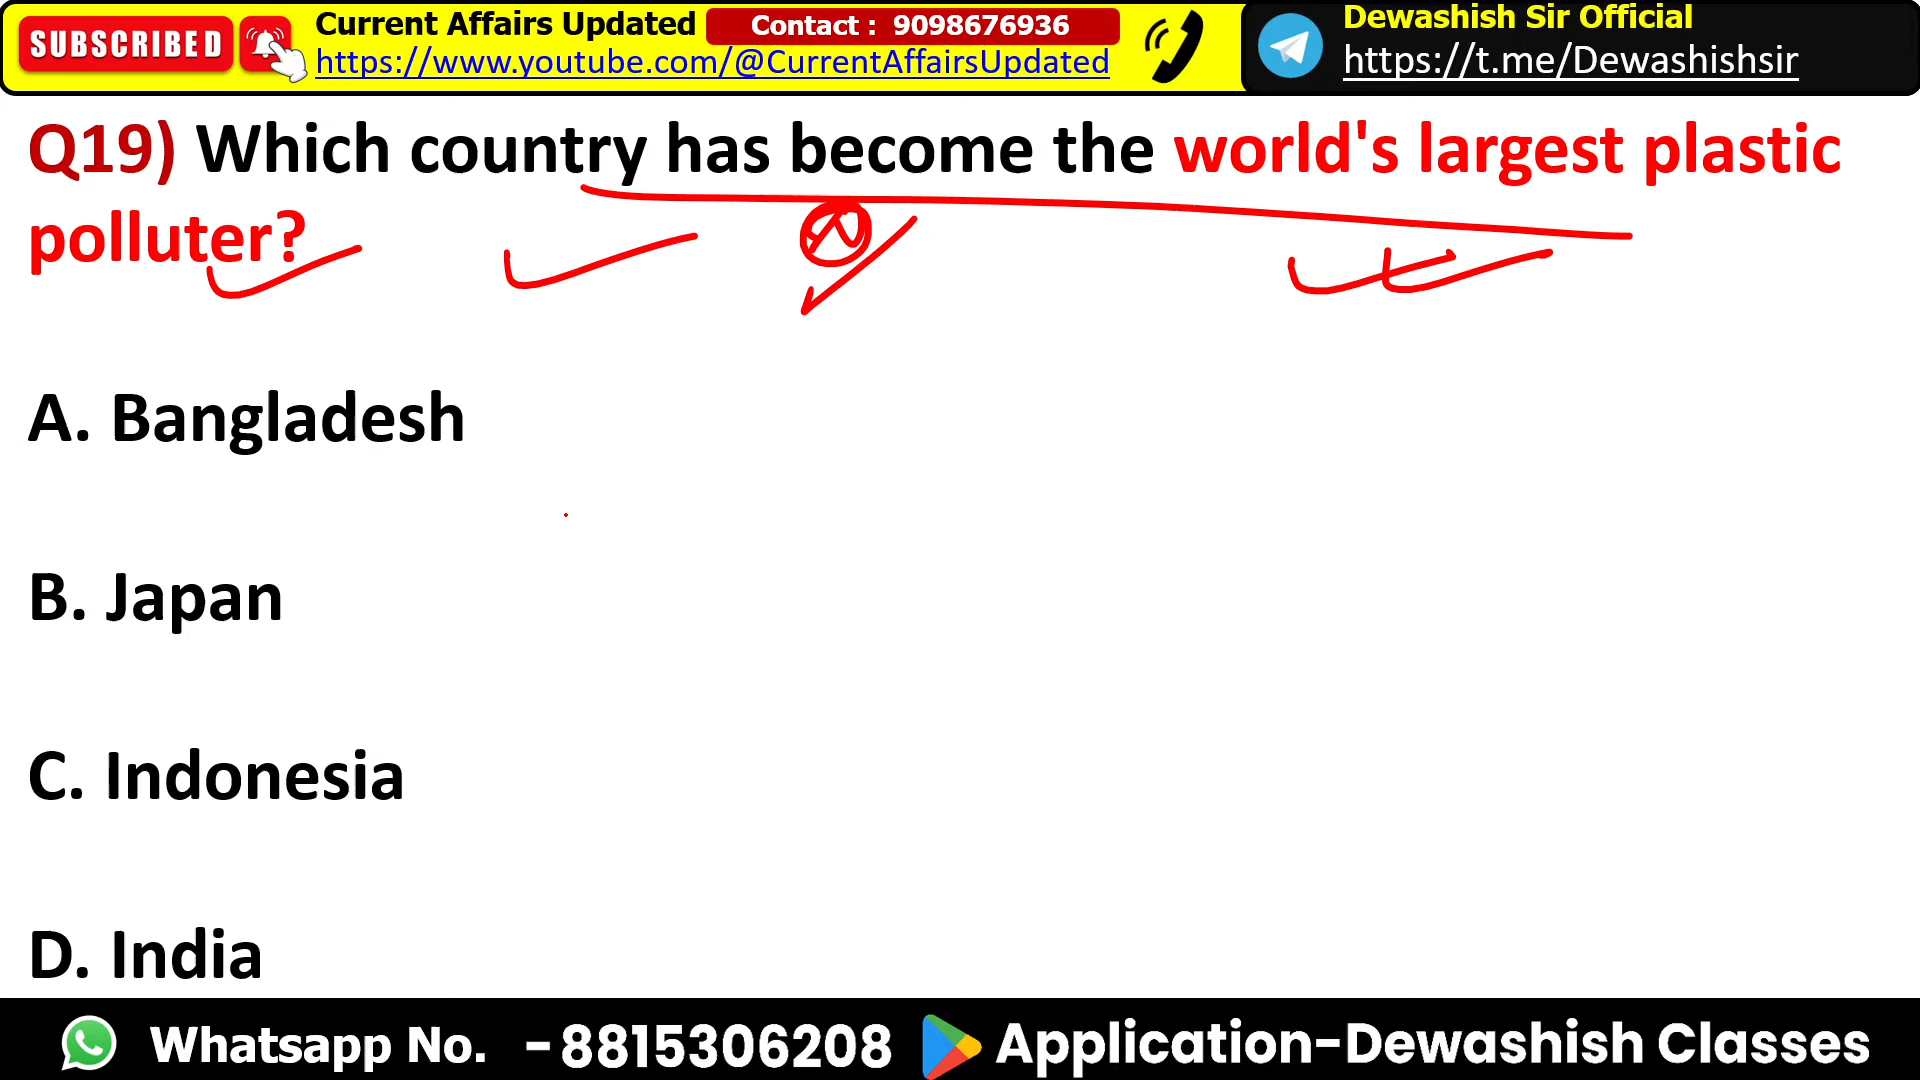 SUBSCRIBED
Current Affairs Updated
Contact : 9098676936
https://www.youtube.com/@CurrentAffairsUpdated
Dewashish Sir Official
https://t.me/Dewashishsir
Q19) Which country has become the world's largest plastic
polluter?
A. Bangladesh
B. Japan
C. Indonesia
D. India
Whatsapp No. -8815306208
Application-Dewashish Classes